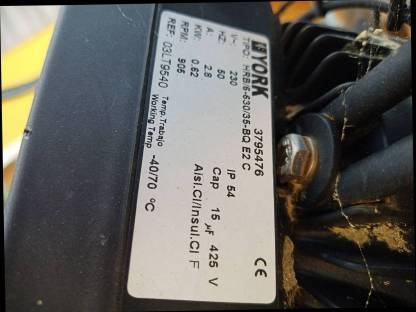 YORK 3795476 CE
TIPO: HRB/6-630/35-BQ E2 C
V~: 230 IP 54
HZ: 50 Cap 15 µF 425 V
A: 2.8 Aisl.Cl/Insul.Cl F
KW: 0.62
RPM: 905 Temp.Trabajo
REF: 03LT9540 Working Temp -40/70 °C